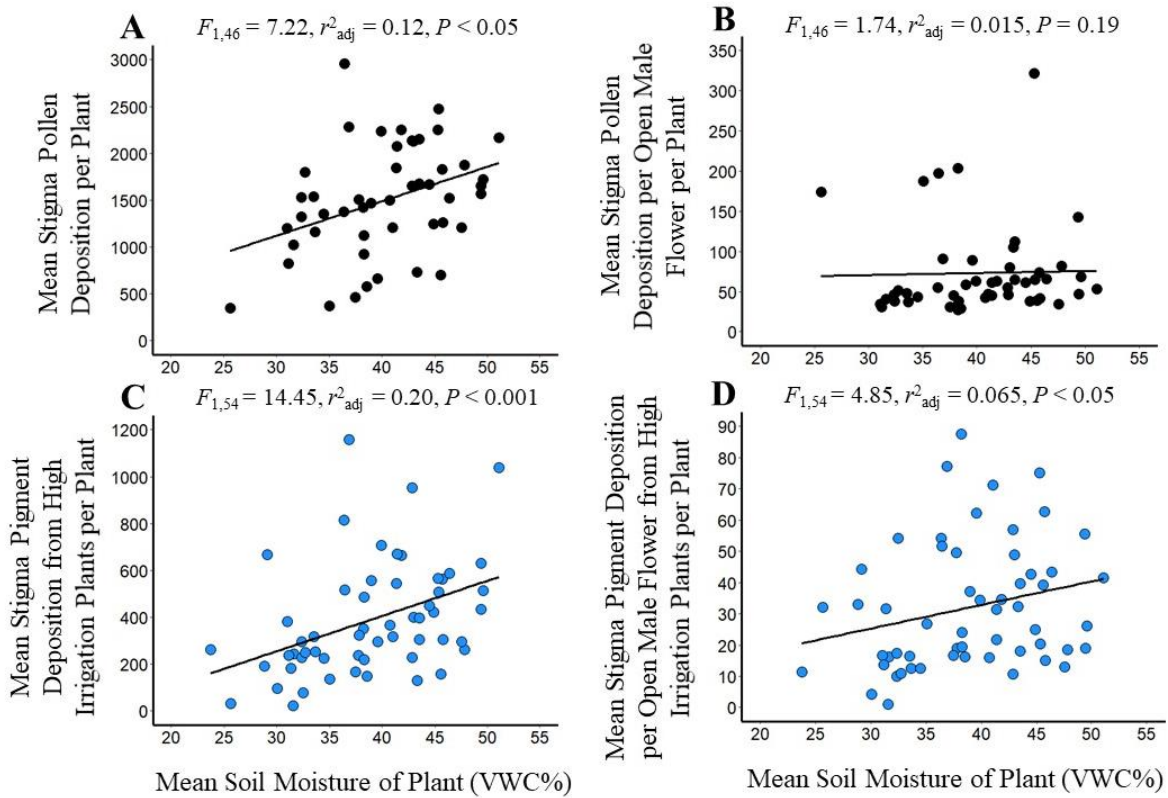 A
F1,46 = 7.22, r²adj = 0.12, P < 0.05
Mean Stigma Pollen
Deposition per Plant
3000
2500
2000
1500
1000
500
0
20 25 30 35 40 45 50 55
B
F1,46 = 1.74, r²adj = 0.015, P = 0.19
Mean Stigma Pollen
Deposition per Open Male
Flower per Plant
350
300
250
200
150
100
50
0
20 25 30 35 40 45 50 55
C
F1,54 = 14.45, r²adj = 0.20, P < 0.001
Mean Stigma Pigment
Deposition from High
Irrigation Plants per Plant
1200
1000
800
600
400
200
0
20 25 30 35 40 45 50 55
Mean Soil Moisture of Plant (VWC%)
D
F1,54 = 4.85, r²adj = 0.065, P < 0.05
Mean Stigma Pigment Deposition
per Open Male Flower from High
Irrigation Plants per Plant
90
80
70
60
50
40
30
20
10
0
20 25 30 35 40 45 50 55
Mean Soil Moisture of Plant (VWC%)